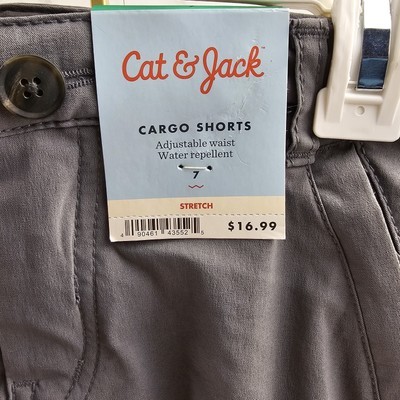 Cat & Jack™
CARGO SHORTS
Adjustable waist
Water repellent
7
STRETCH
4 90461 43552 8
$16.99